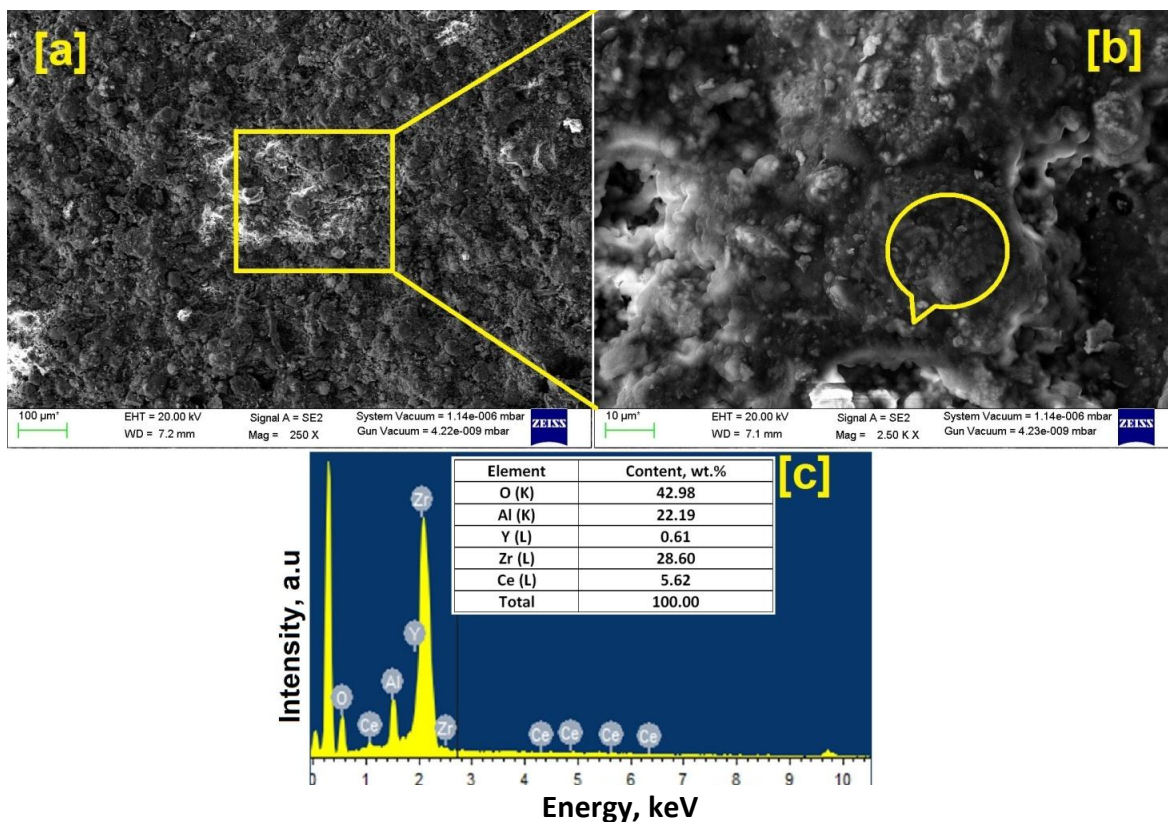 [a]
[b]
100 µm*
EHT = 20.00 kV
Signal A = SE2
System Vacuum = 1.14e-006 mbar
WD = 7.2 mm
Mag = 250 X
Gun Vacuum = 4.22e-009 mbar
ZEISS
10 µm*
EHT = 20.00 kV
Signal A = SE2
System Vacuum = 1.14e-006 mbar
WD = 7.1 mm
Mag = 2.50 K X
Gun Vacuum = 4.23e-009 mbar
ZEISS
[c]
Element Content, wt.%
O (K) 42.98
Al (K) 22.19
Y (L) 0.61
Zr (L) 28.60
Ce (L) 5.62
Total 100.00
Zr
Y
Al
O
Ce
Zr
Ce
Ce
Ce
Ce
Intensity, a.u
0 1 2 3 4 5 6 7 8 9 10
Energy, keV